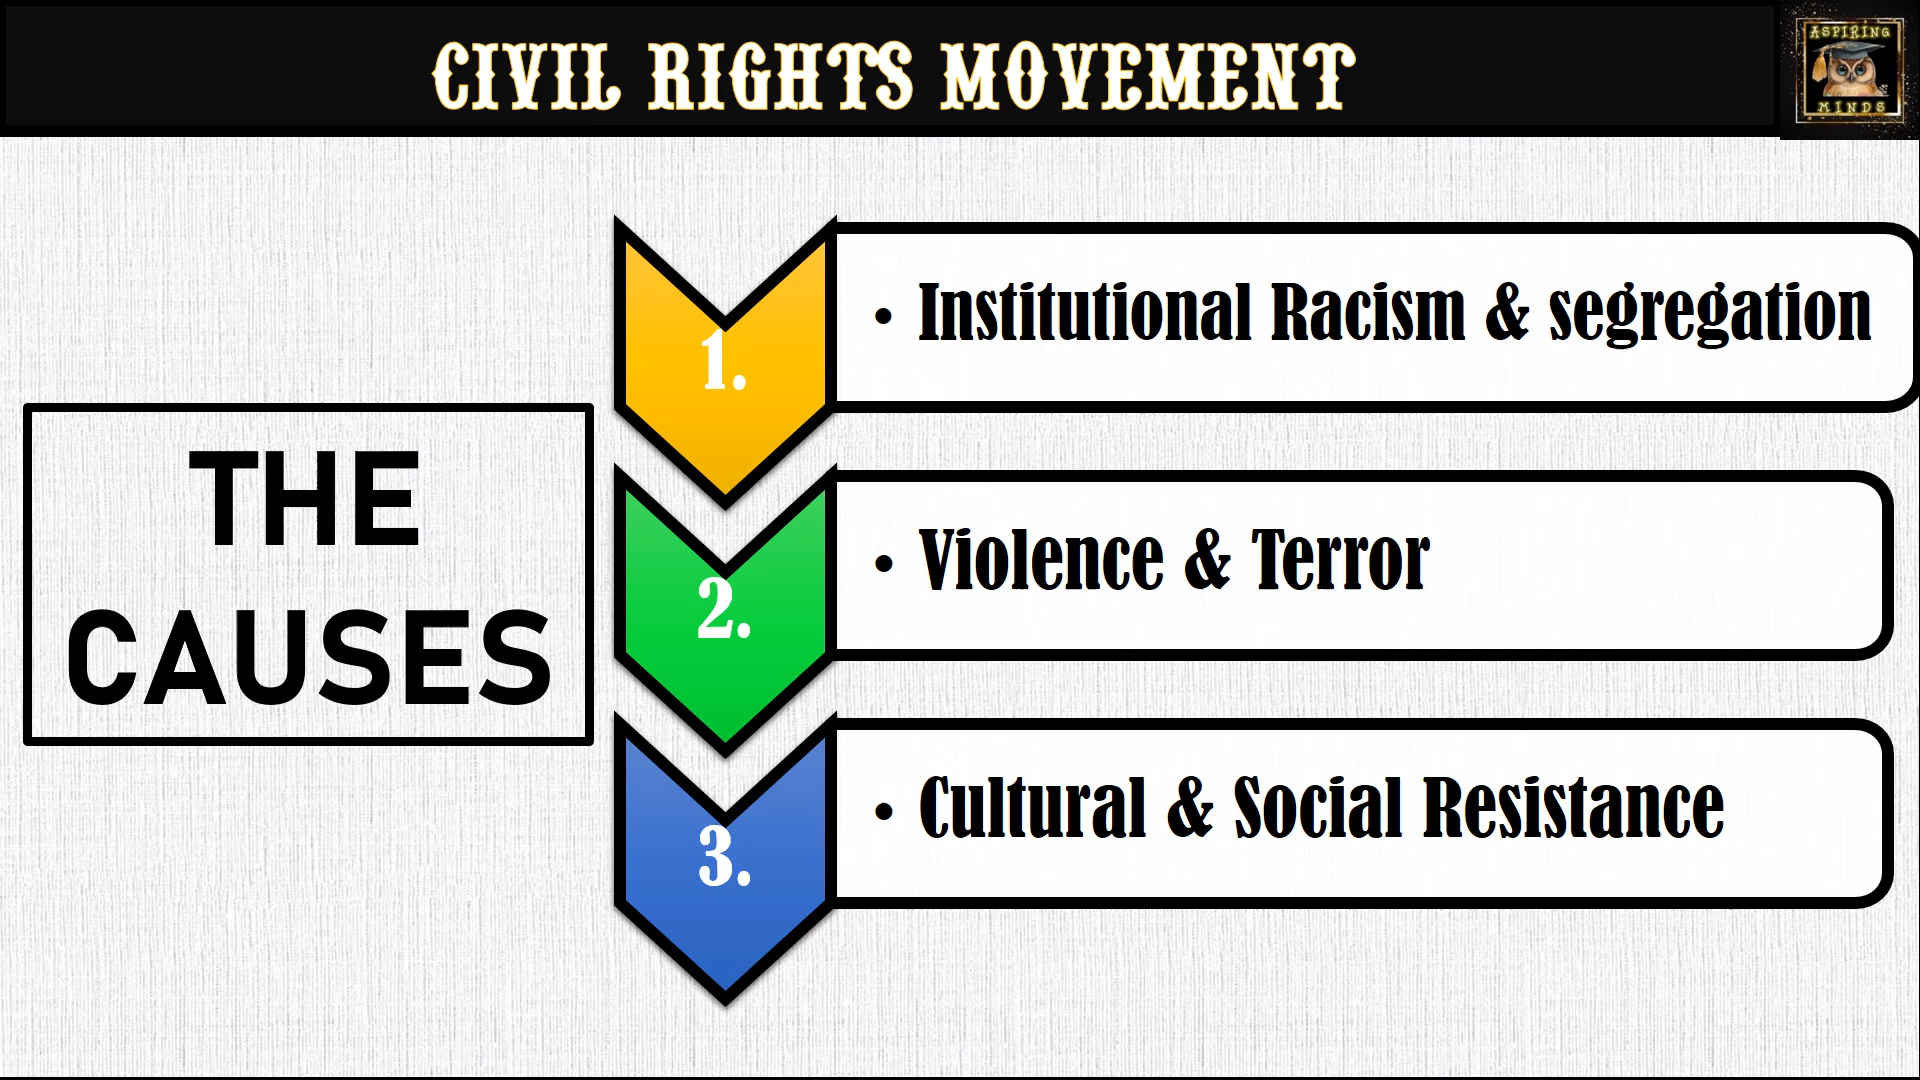 CIVIL RIGHTS MOVEMENT
ASPIRING
MINDS
THE
CAUSES
1.
• Institutional Racism & segregation
2.
• Violence & Terror
3.
• Cultural & Social Resistance